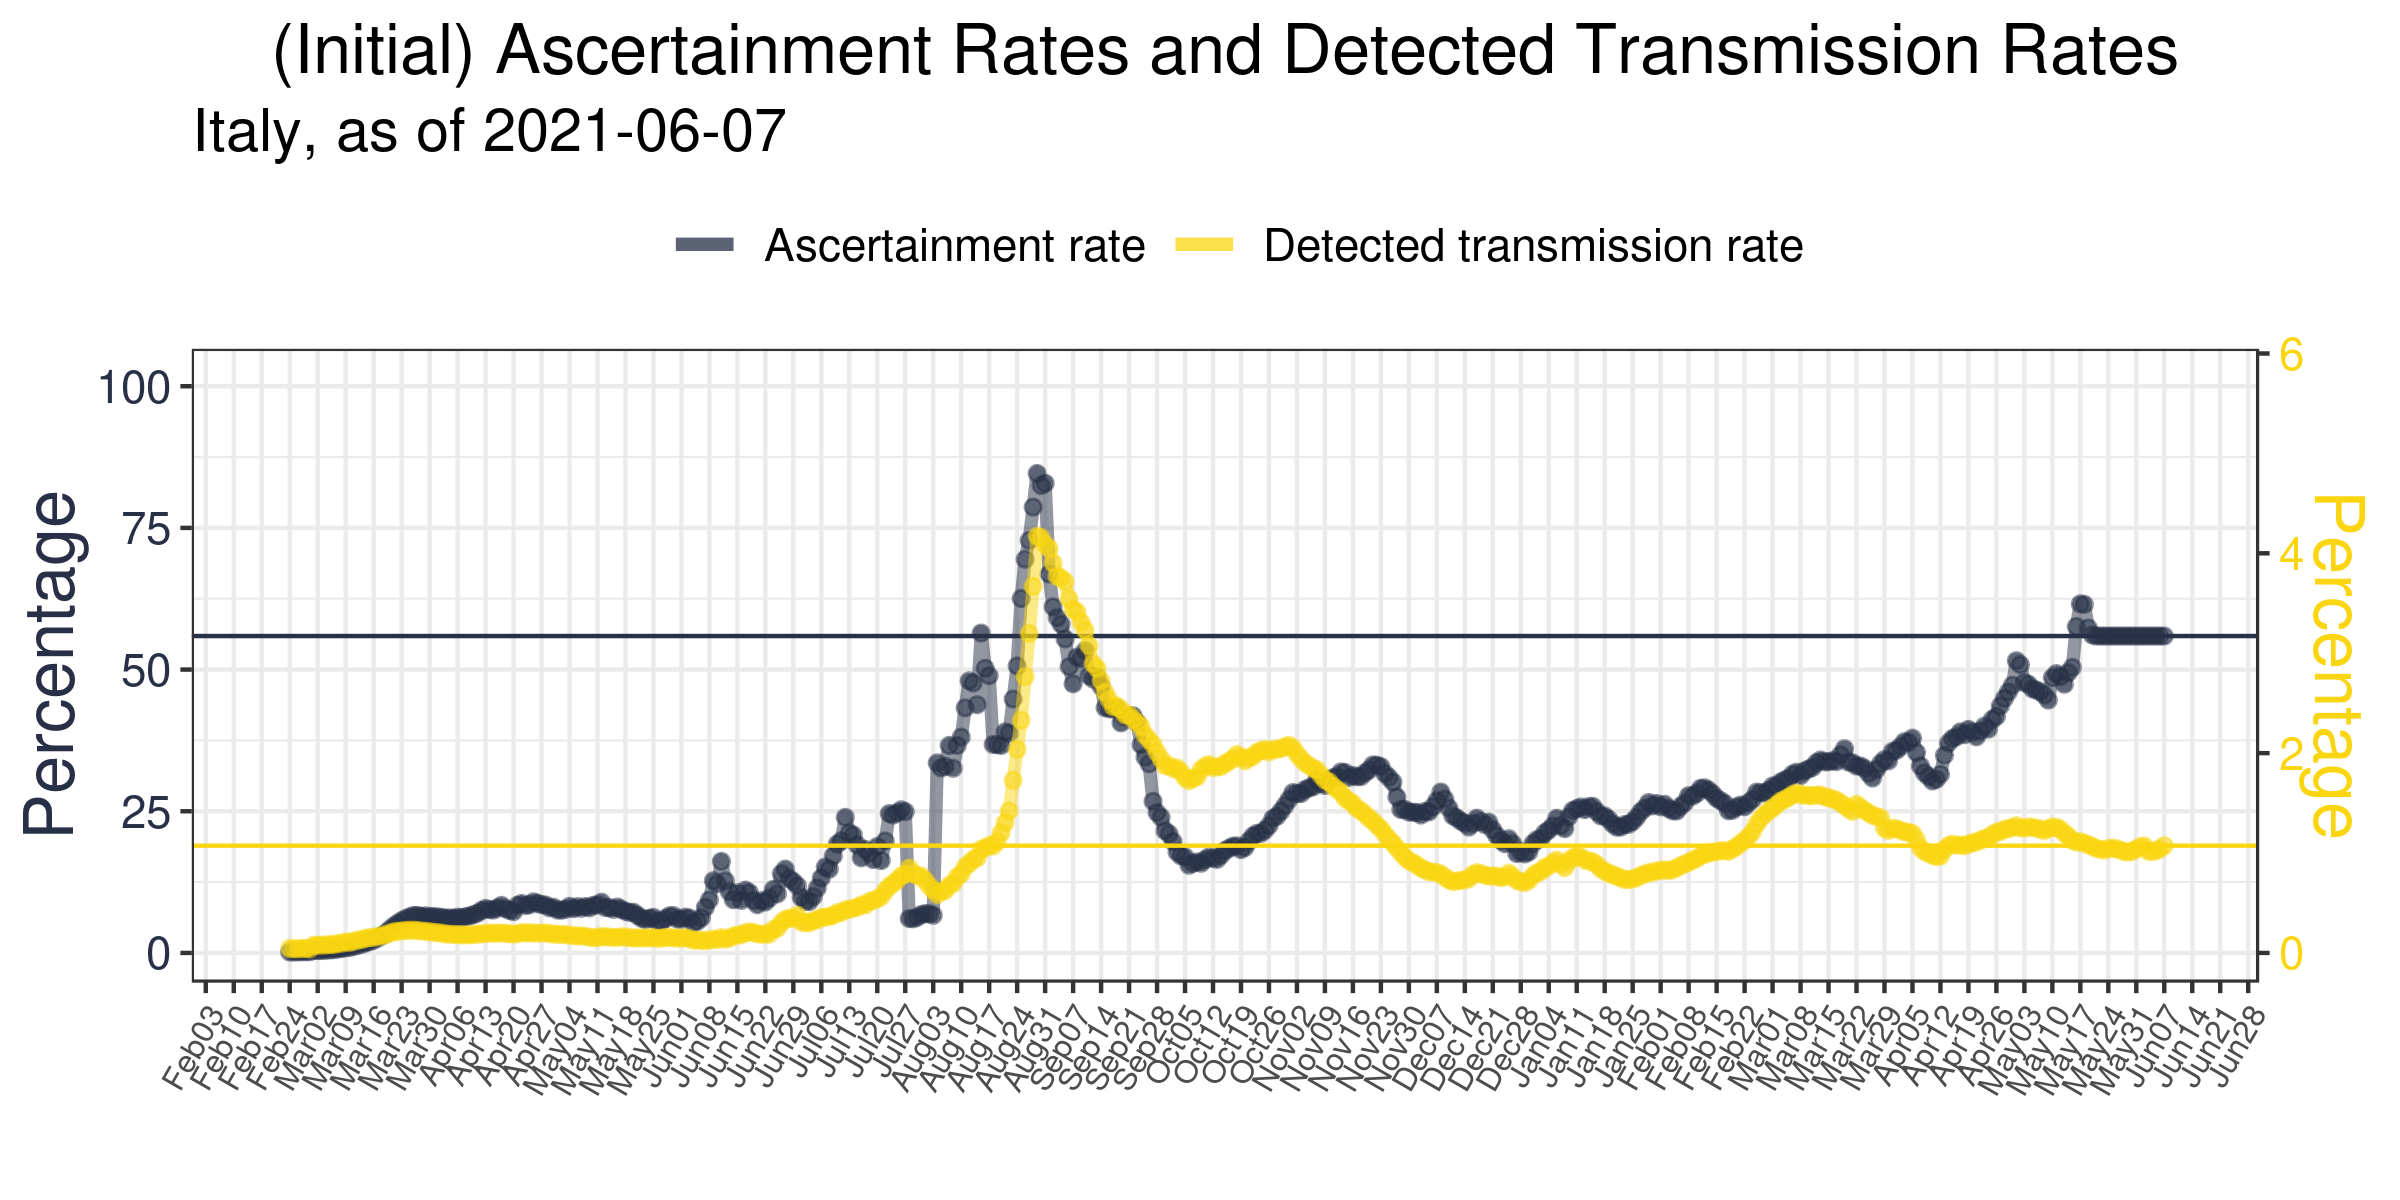 (Initial) Ascertainment Rates and Detected Transmission Rates
Italy, as of 2021-06-07
Ascertainment rate
Detected transmission rate
Percentage
100
75
50
25
0
6
4
2
0
Percentage
Feb03
Feb10
Feb17
Feb24
Mar02
Mar09
Mar16
Mar23
Mar30
Apr06
Apr13
Apr20
Apr27
May04
May11
May18
May25
Jun01
Jun08
Jun15
Jun22
Jun29
Jul06
Jul13
Jul20
Jul27
Aug03
Aug10
Aug17
Aug24
Aug31
Sep07
Sep14
Sep21
Sep28
Oct05
Oct12
Oct19
Oct26
Nov02
Nov09
Nov16
Nov23
Nov30
Dec07
Dec14
Dec21
Dec28
Jan04
Jan11
Jan18
Jan25
Feb01
Feb08
Feb15
Feb22
Mar01
Mar08
Mar15
Mar22
Mar29
Apr05
Apr12
Apr19
Apr26
May03
May10
May17
May24
May31
Jun07
Jun14
Jun21
Jun28